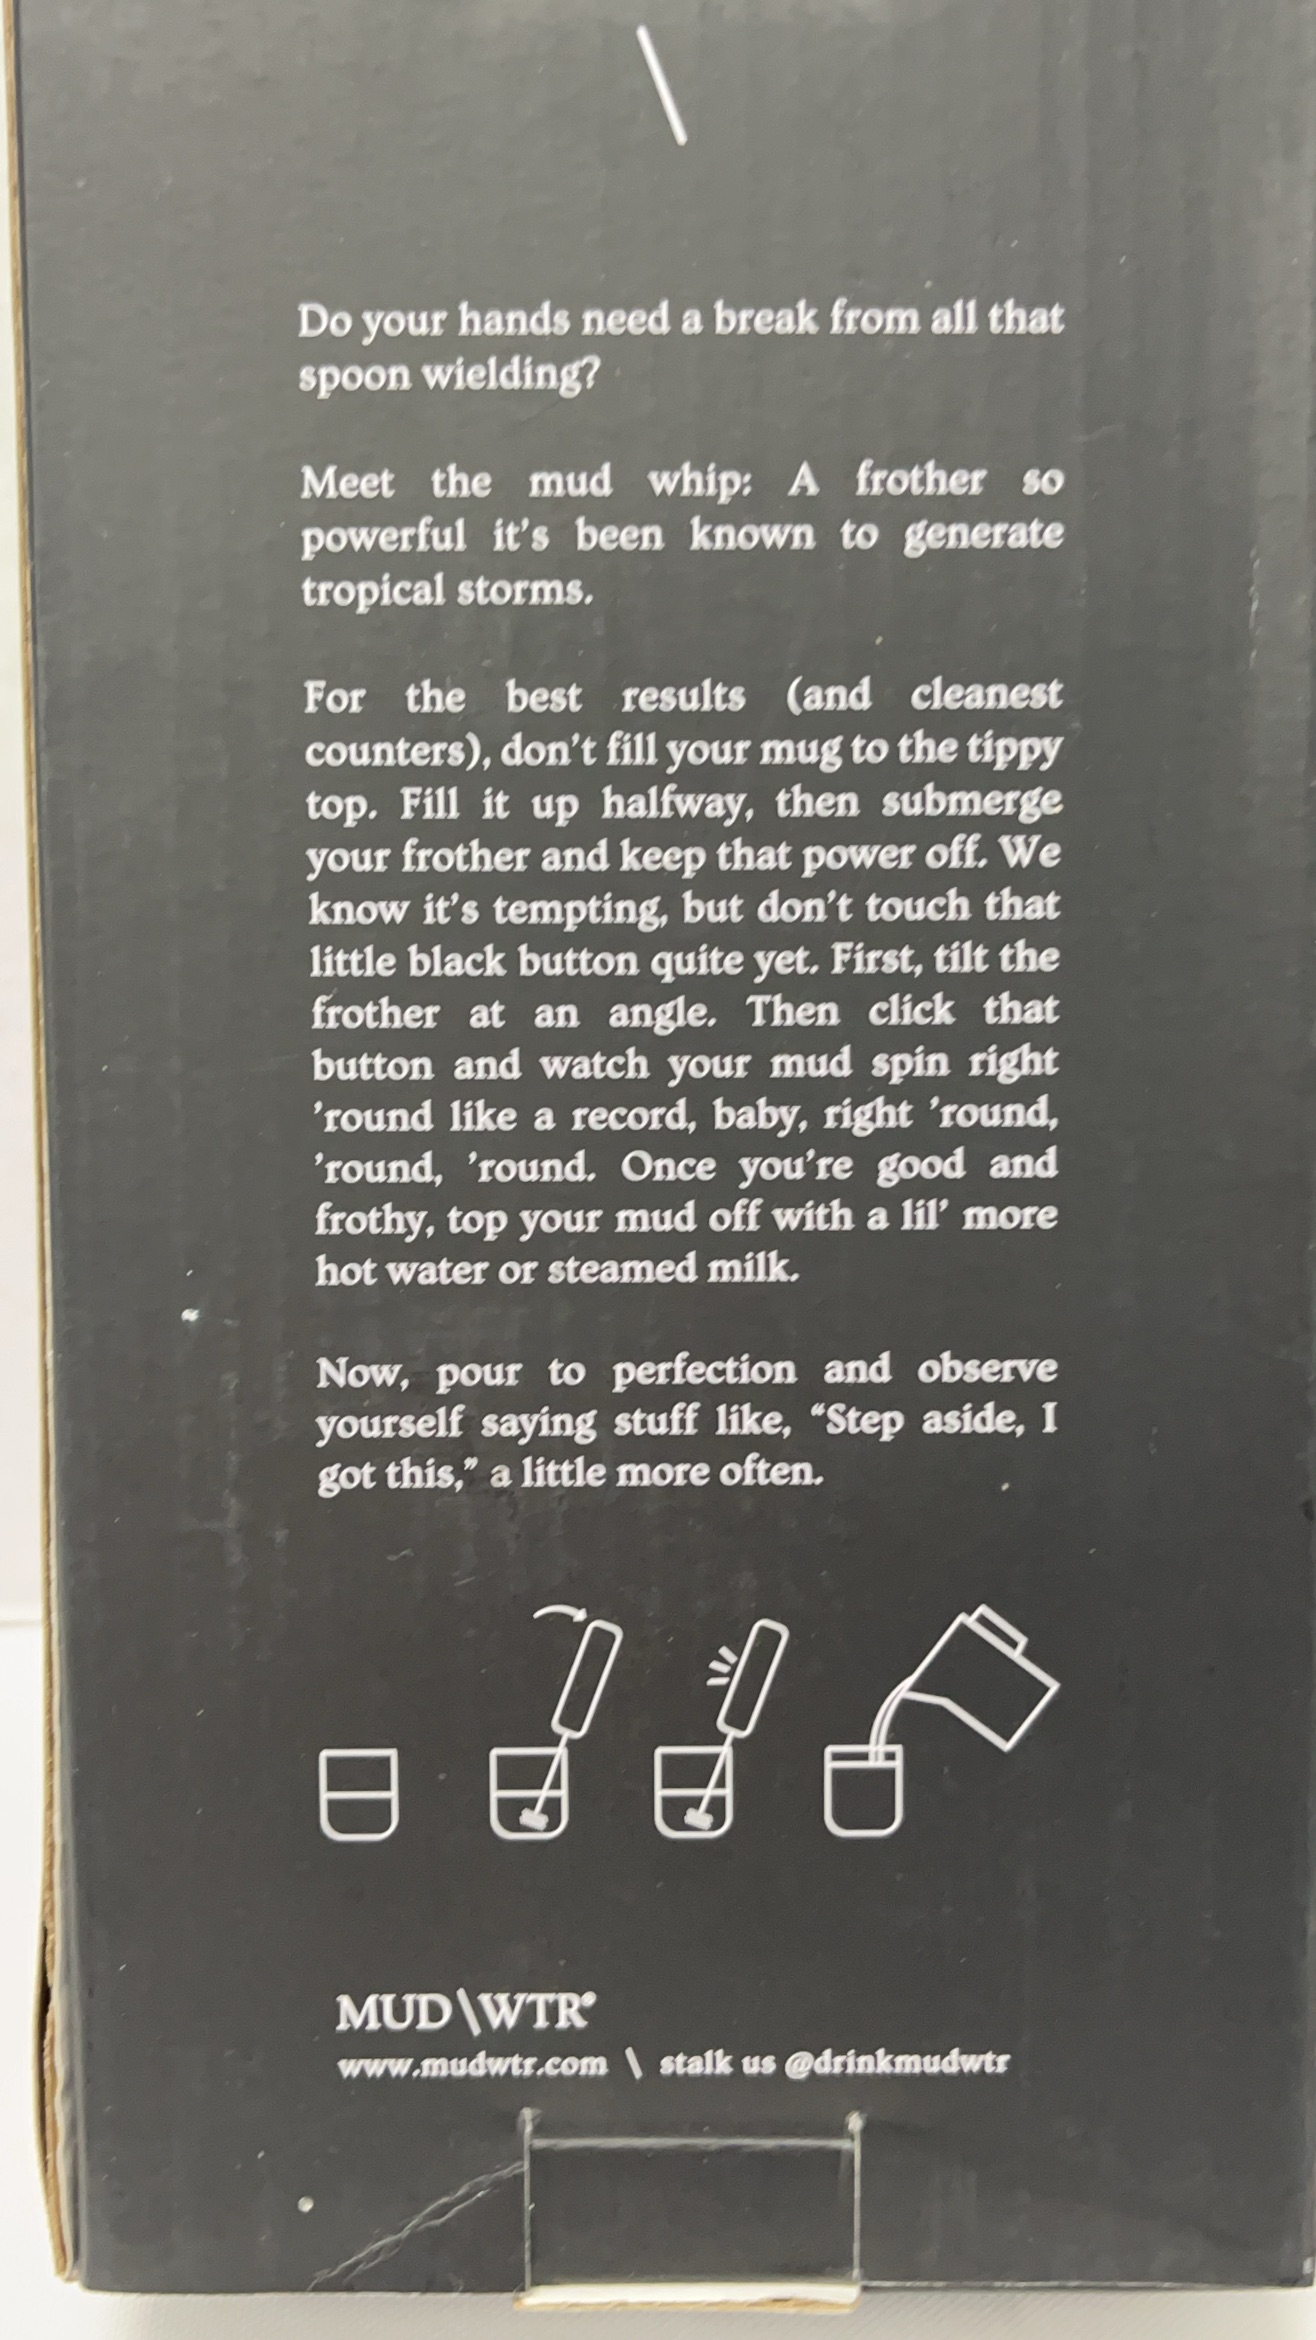 \
Do your hands need a break from all that
spoon wielding?
Meet the mud whip: A frother so
powerful it's been known to generate
tropical storms.
For the best results (and cleanest
counters), don't fill your mug to the tippy
top. Fill it up halfway, then submerge
your frother and keep that power off. We
know it's tempting, but don't touch that
little black button quite yet. First, tilt the
frother at an angle. Then click that
button and watch your mud spin right
’round like a record, baby, right ’round,
’round, ’round. Once you're good and
frothy, top your mud off with a lil’ more
hot water or steamed milk.
Now, pour to perfection and observe
yourself saying stuff like, “Step aside, I
got this,” a little more often.
MUD\WTR®
www.mudwtr.com \ stalk us @drinkmudwtr